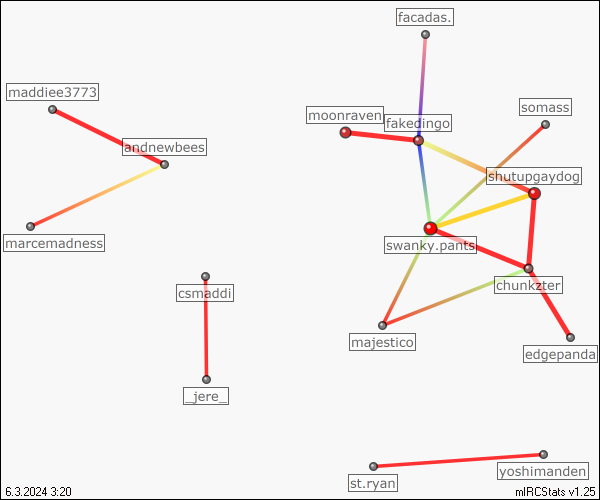 facadas.
maddiee3773
somass
moonraven
fakedingo
andnewbees
shutupgaydog
marcemadness
swanky.pants
csmaddi
chunkzter
majestico
edgepanda
_jere_
yoshimanden
st.ryan
6.3.2024 3:20
mIRCStats v1.25